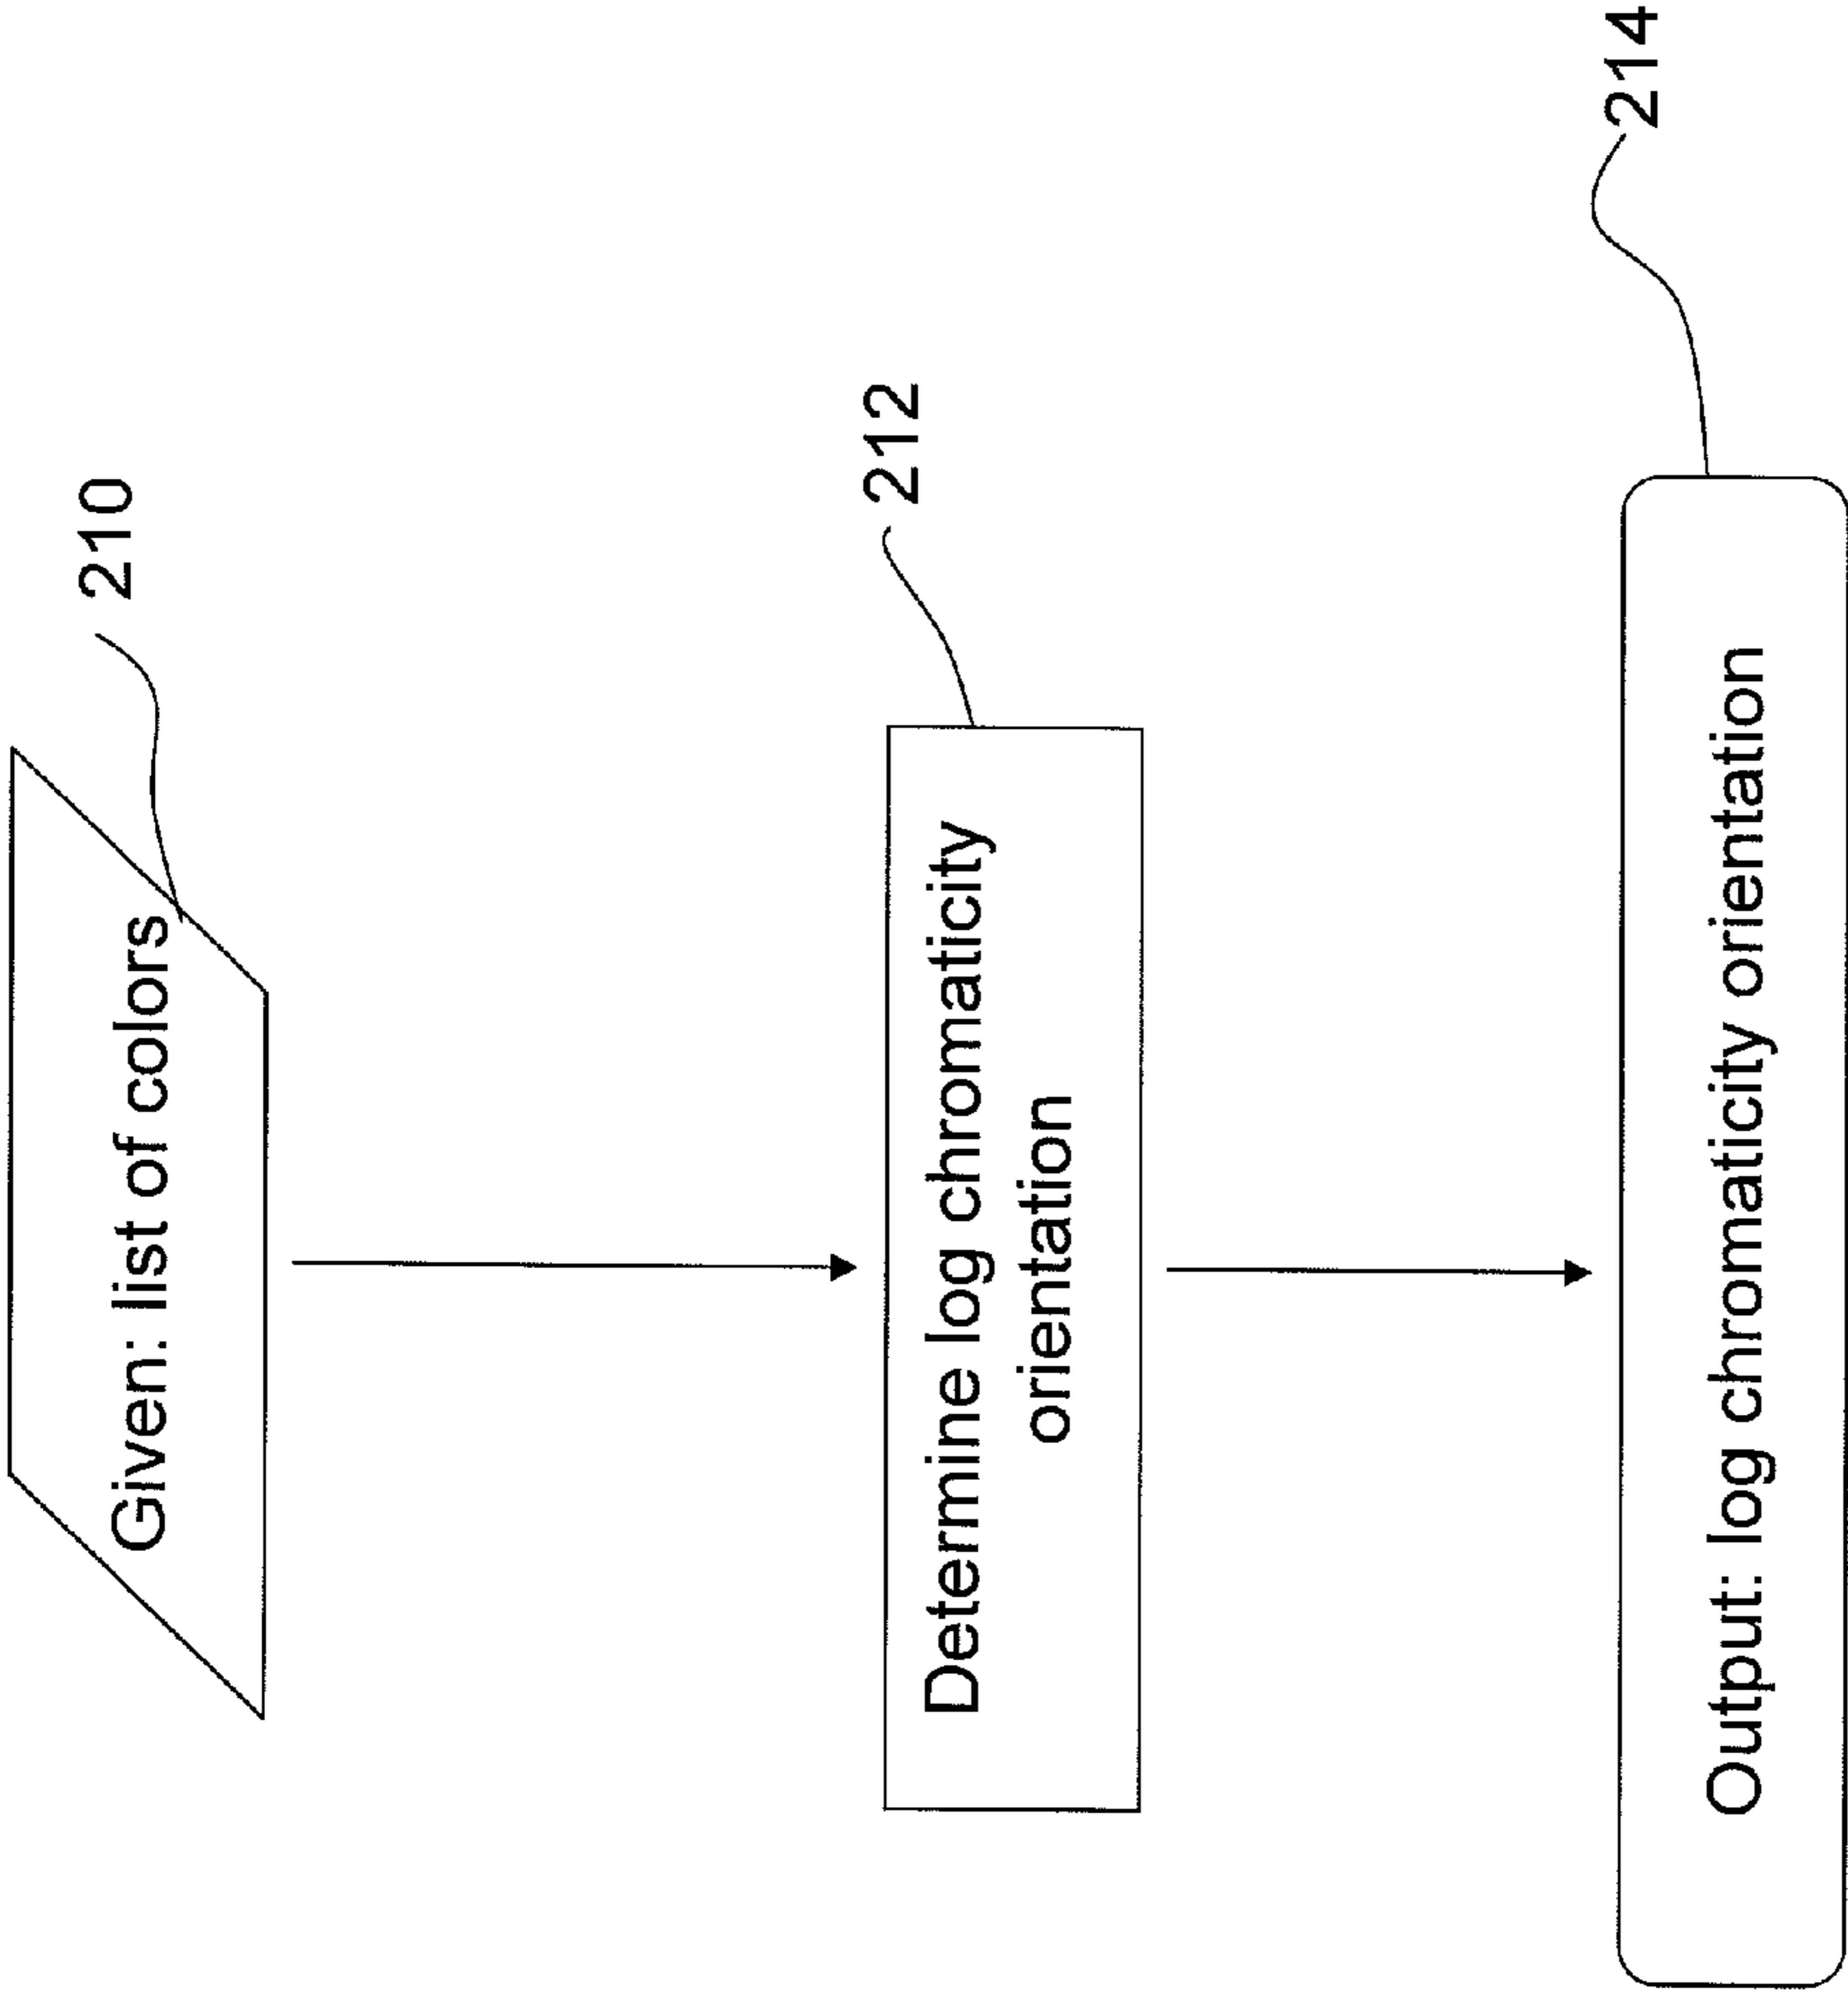 Given: list of colors
210
Determine log chromaticity
orientation
212
Output: log chromaticity orientation
214